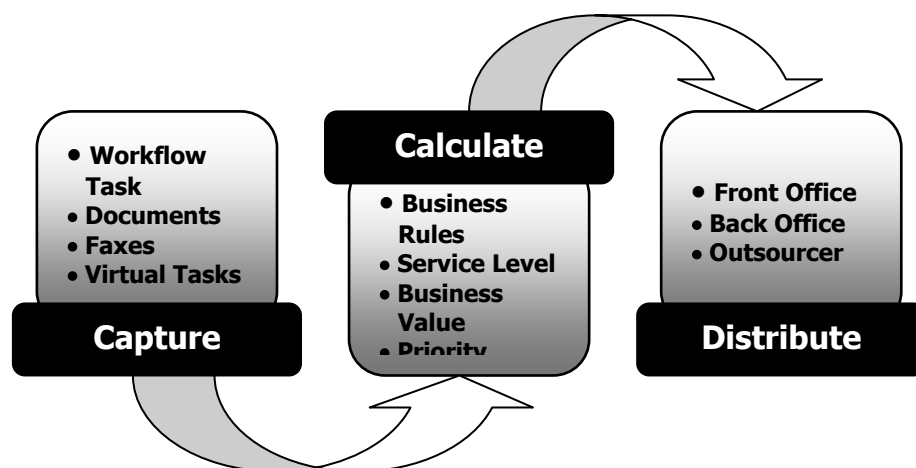 • Workflow
Task
• Documents
• Faxes
• Virtual Tasks
Capture
Calculate
• Business
Rules
• Service Level
• Business
Value
• Priority
• Front Office
• Back Office
• Outsourcer
Distribute